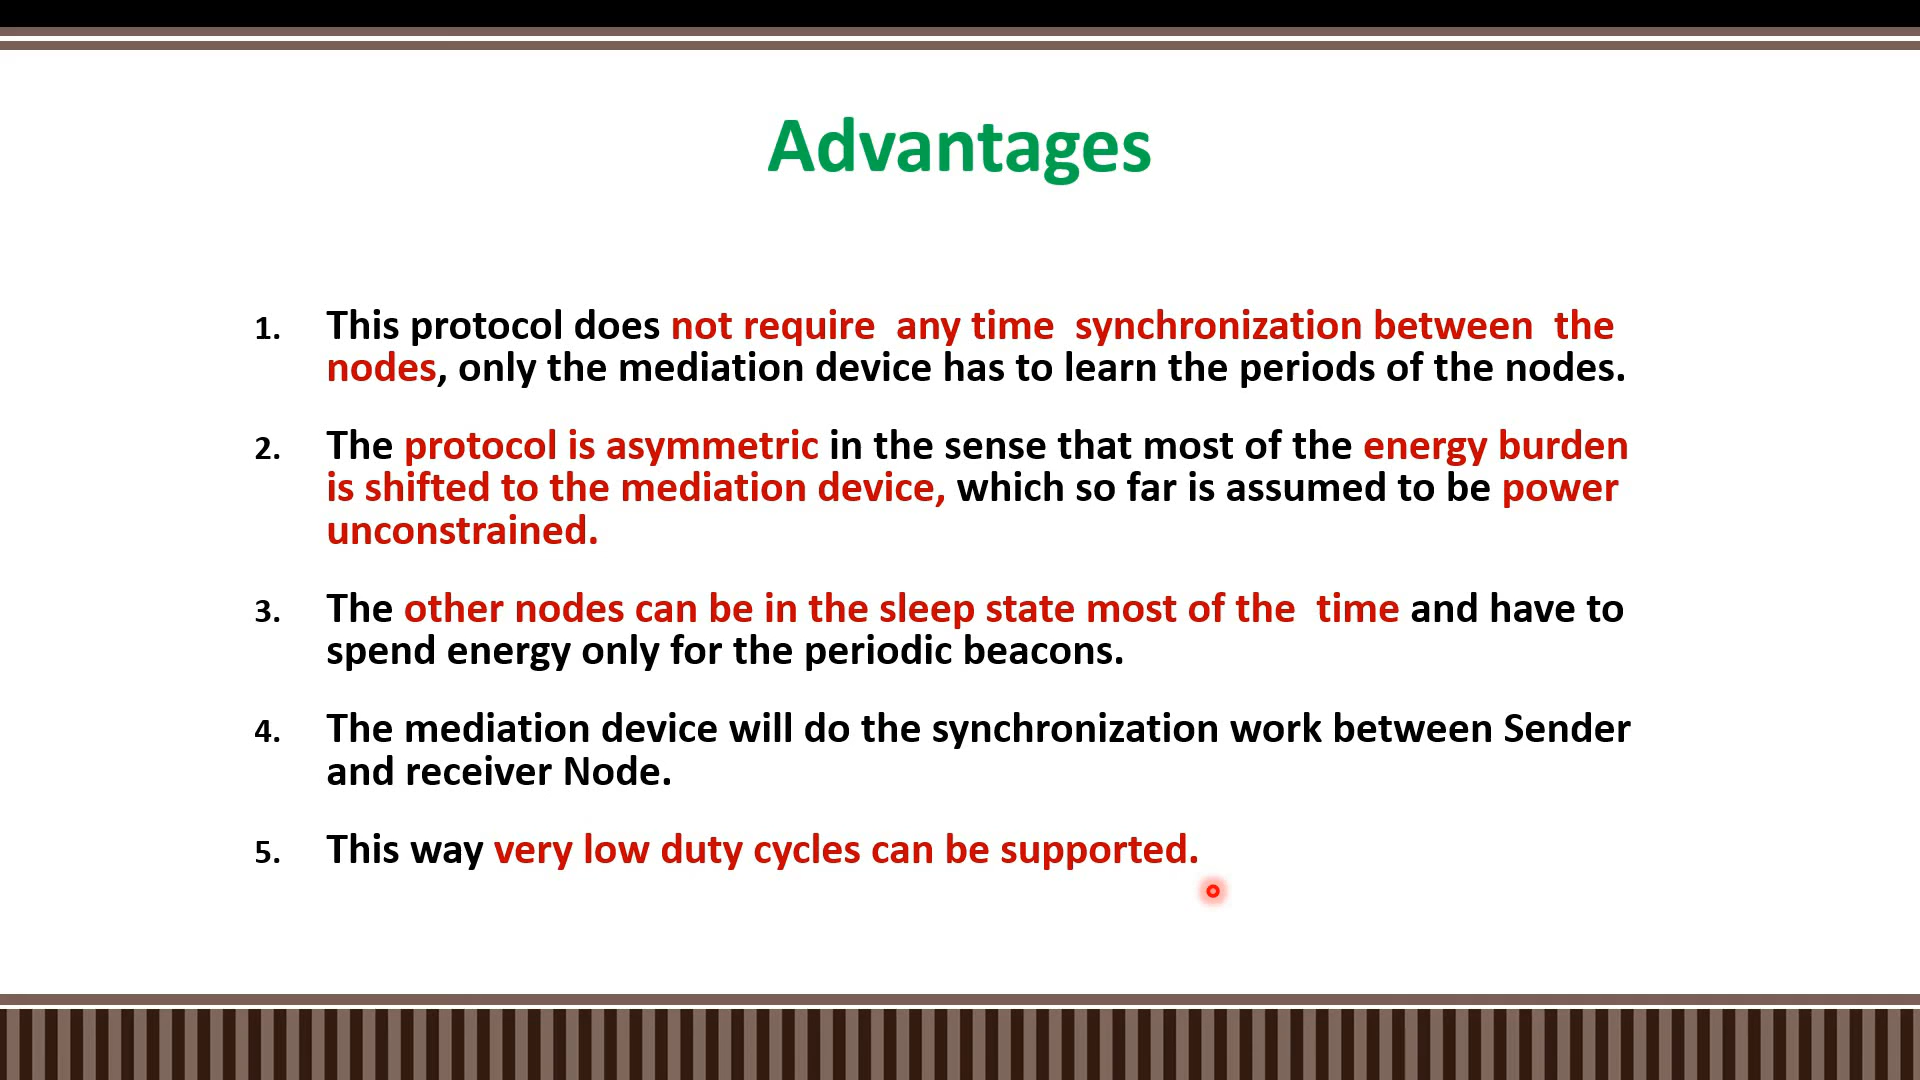 Advantages
1. This protocol does not require any time synchronization between the
nodes, only the mediation device has to learn the periods of the nodes.
2. The protocol is asymmetric in the sense that most of the energy burden
is shifted to the mediation device, which so far is assumed to be power
unconstrained.
3. The other nodes can be in the sleep state most of the time and have to
spend energy only for the periodic beacons.
4. The mediation device will do the synchronization work between Sender
and receiver Node.
5. This way very low duty cycles can be supported.